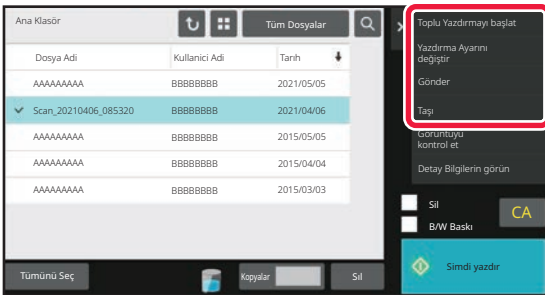 Ana Klasör
Tüm Dosyalar
Dosya Adi
Kullanici Adi
Tarıh
AAAAAAAAA BBBBBBBB 2021/05/05
Scan_20210406_085320 BBBBBBBB 2021/04/06
AAAAAAAAA BBBBBBBB 2015/05/05
AAAAAAAAA BBBBBBBB 2015/04/04
AAAAAAAAA BBBBBBBB 2015/03/03
Tümünü Seç
Kopyalar
Sıl
Toplu Yazdırmayı başlat
Yazdırma Ayarını
değiştir
Gönder
Taşı
Görüntüyü
kontrol et
Detay Bilgilerin görün
Sil
B/W Baskı
CA
Simdi yazdır